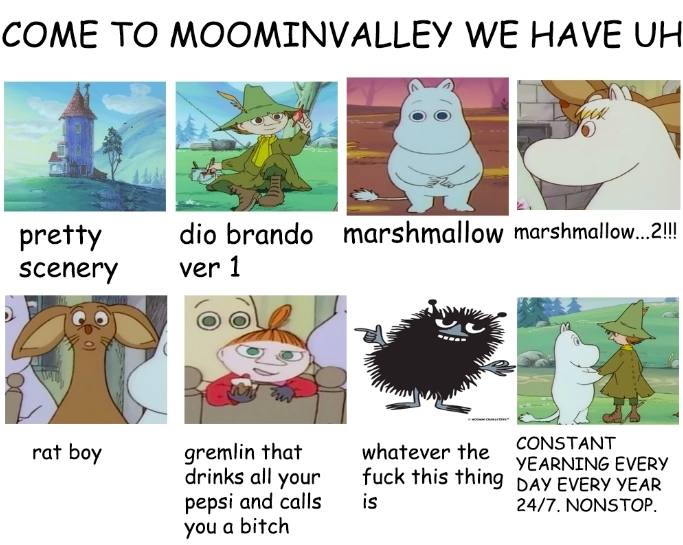 COME TO MOOMINVALLEY WE HAVE UH
pretty
scenery
dio brando
ver 1
marshmallow
marshmallow...2!!!
rat boy
gremlin that
drinks all your
pepsi and calls
you a bitch
© MOOMIN CHARACTERS™
whatever the
fuck this thing
is
CONSTANT
YEARNING EVERY
DAY EVERY YEAR
24/7. NONSTOP.